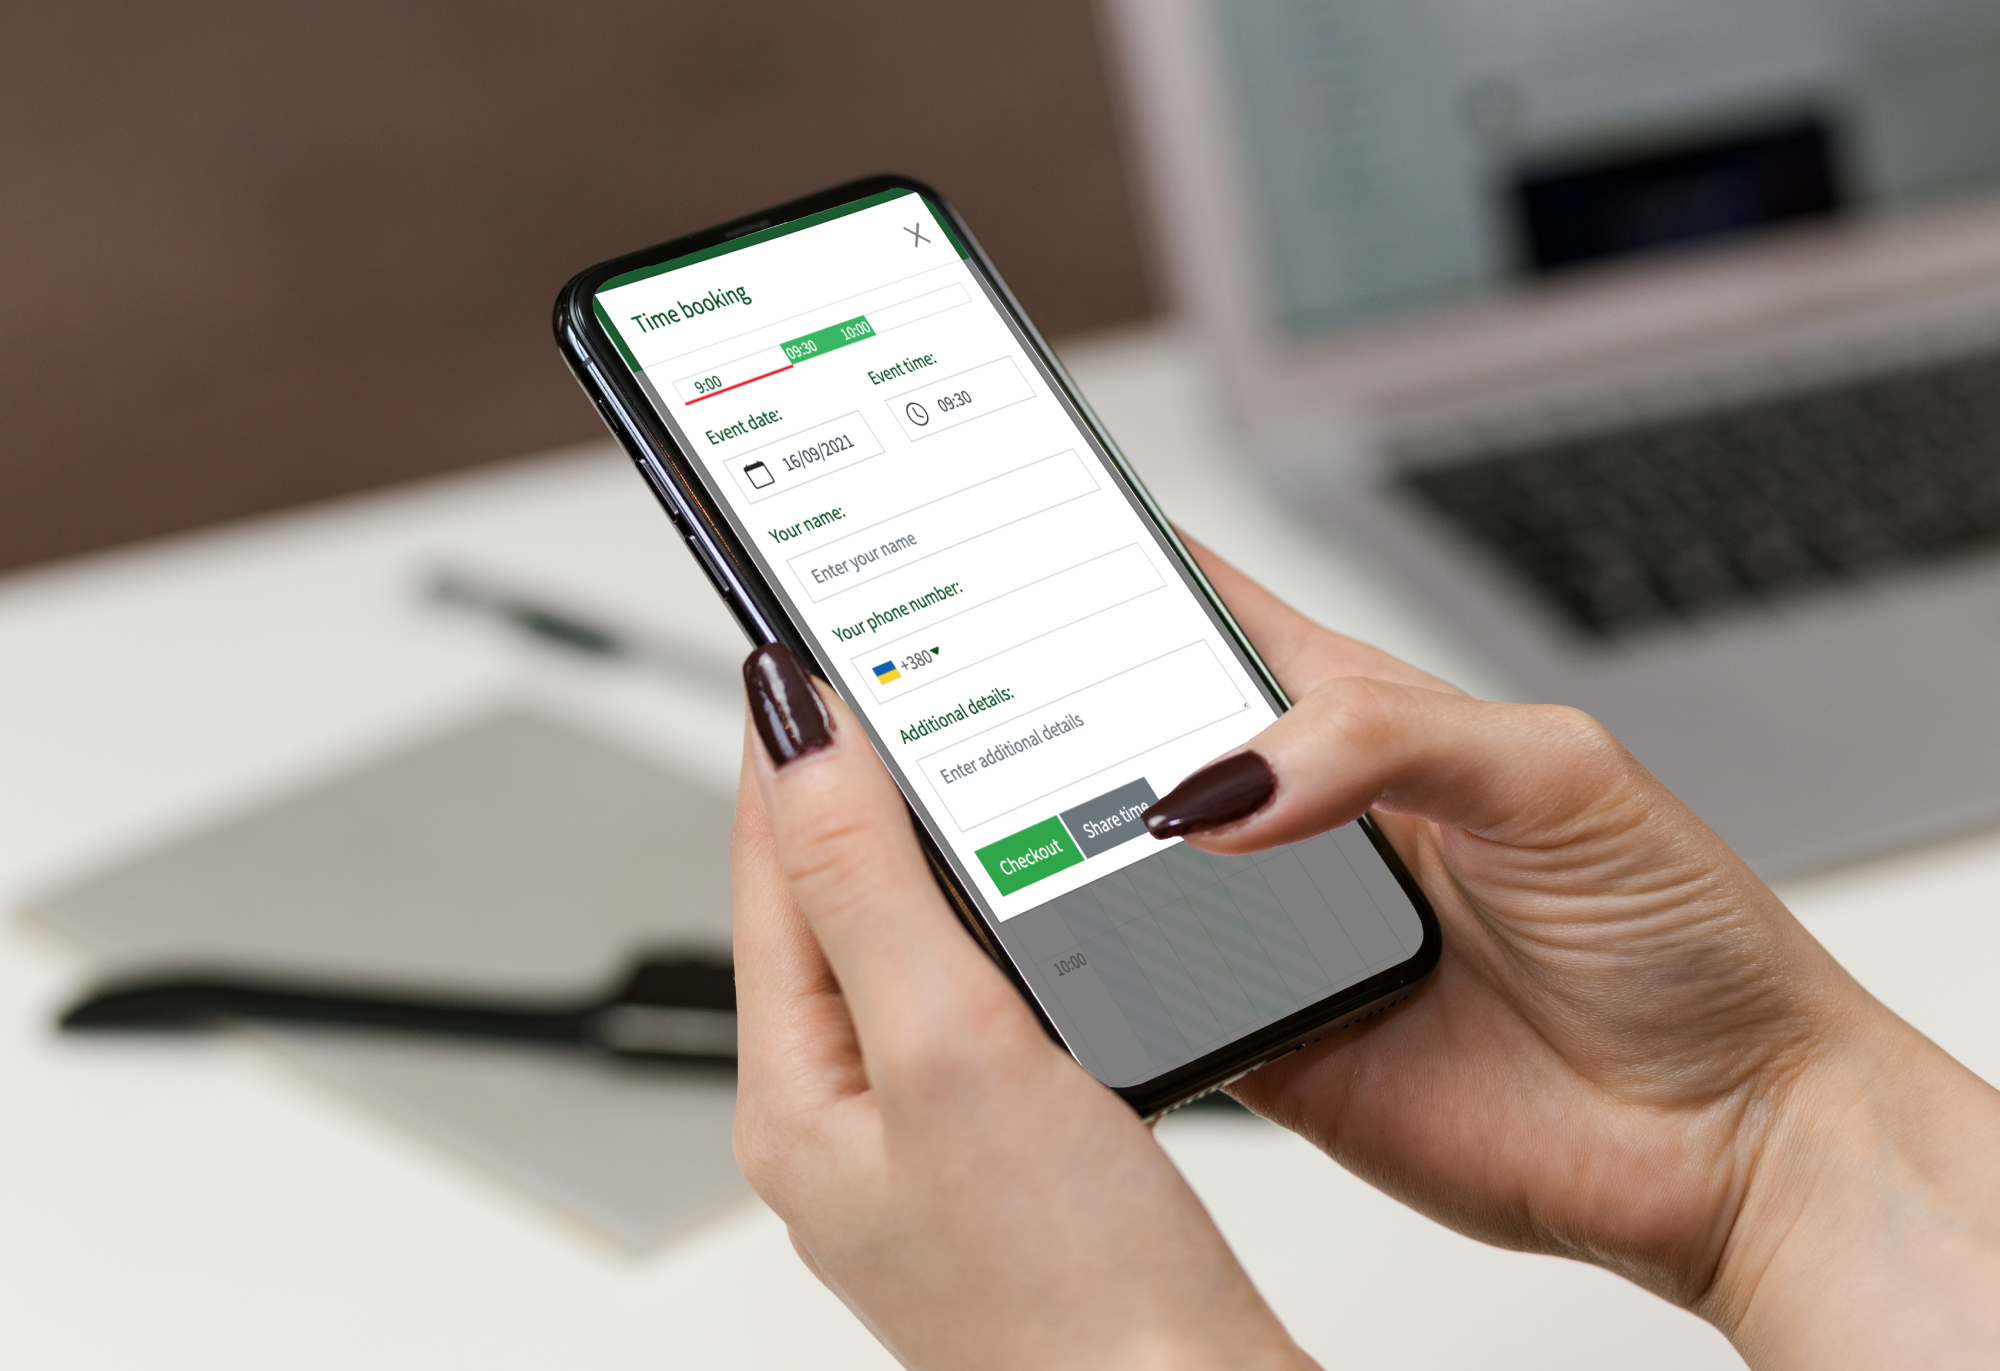 Time booking
9:00 09:30 10:00
Event date: Event time:
16/09/2021 09:30
Your name:
Enter your name
Your phone number:
+380
Additional details:
Enter additional details
Checkout Share time
10:00